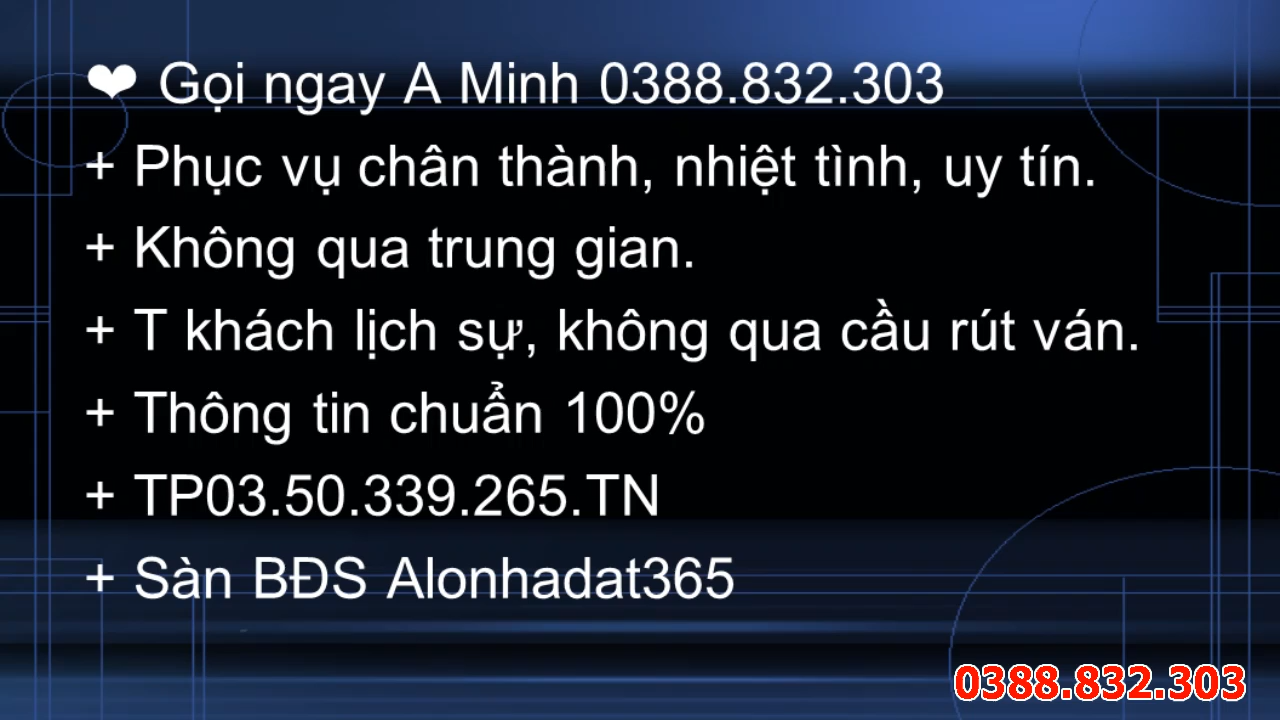 ❤ Gọi ngay A Minh 0388.832.303
+ Phục vụ chân thành, nhiệt tình, uy tín.
+ Không qua trung gian.
+ T khách lịch sự, không qua cầu rút ván.
+ Thông tin chuẩn 100%
+ TP03.50.339.265.TN
+ Sàn BĐS Alonhadat365
0388.832.303